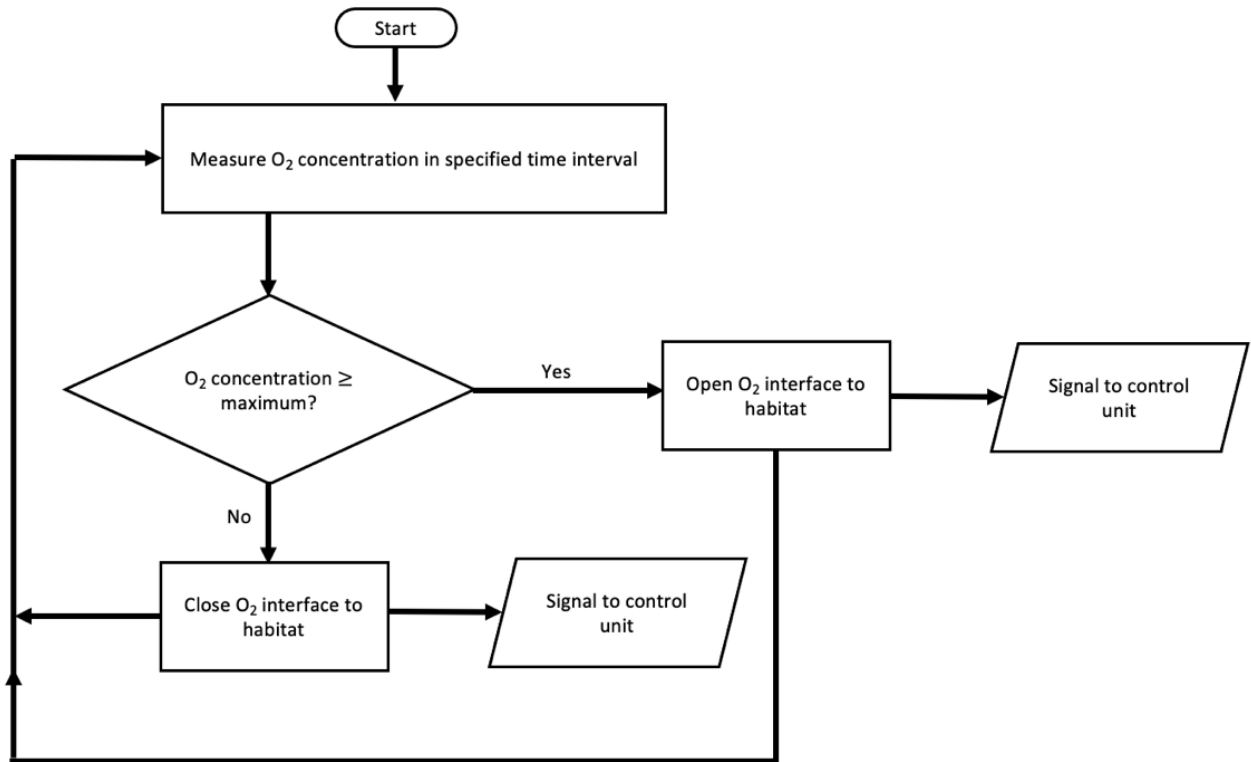 Start
Measure O₂ concentration in specified time interval
O₂ concentration ≥
maximum?
Yes
Open O₂ interface to
habitat
Signal to control
unit
No
Close O₂ interface to
habitat
Signal to control
unit